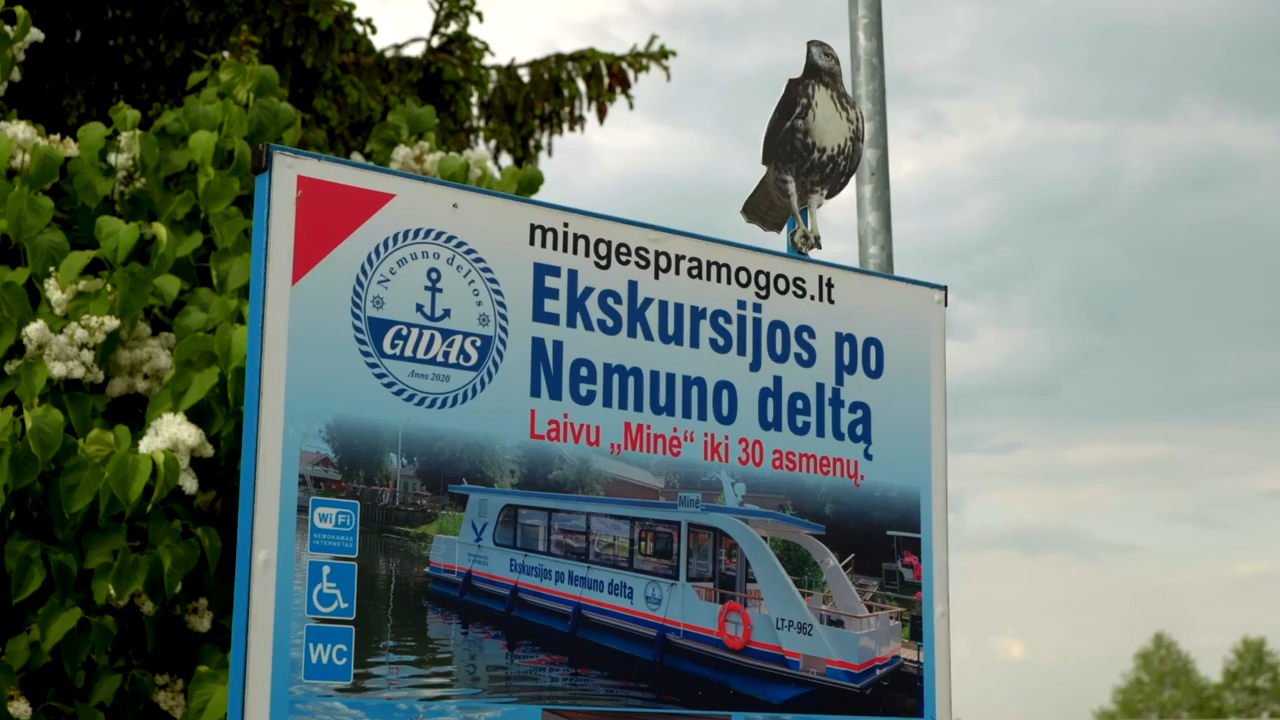 mingespramogos.lt
Nemuno deltos
GIDAS
Anno 2020
Ekskursijos po
Nemuno deltą
Laivu „Minė“ iki 30 asmenų.
Minė
WiFi
NEMOKAMAS
INTERNETAS
Ekskursijos po Nemuno deltą
LT-P-962
WC